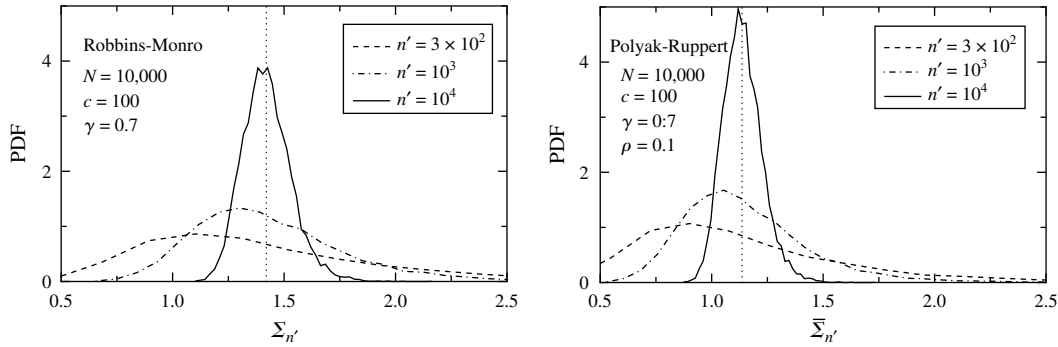 Robbins-Monro
N = 10,000
c = 100
γ = 0.7
n′ = 3 × 10²
n′ = 10³
n′ = 10⁴
PDF
4
2
0
0.5 1.0 1.5 2.0 2.5
Σn′
Polyak-Ruppert
N = 10,000
c = 100
γ = 0:7
ρ = 0.1
n′ = 3 × 10²
n′ = 10³
n′ = 10⁴
PDF
4
2
0
0.5 1.0 1.5 2.0 2.5
Σ̅n′